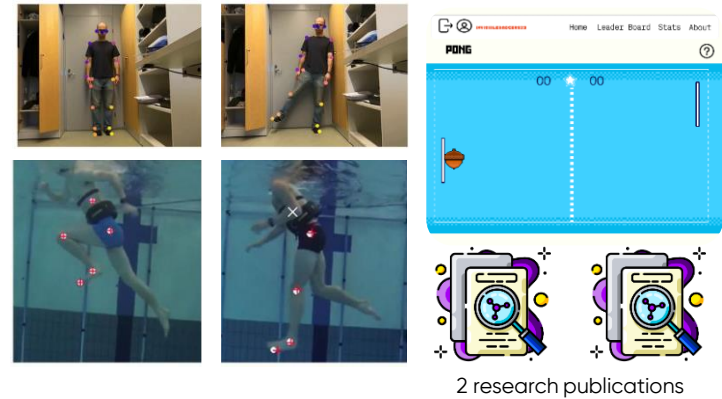 Home Leader Board Stats About
PONG
?
00 00
2 research publications